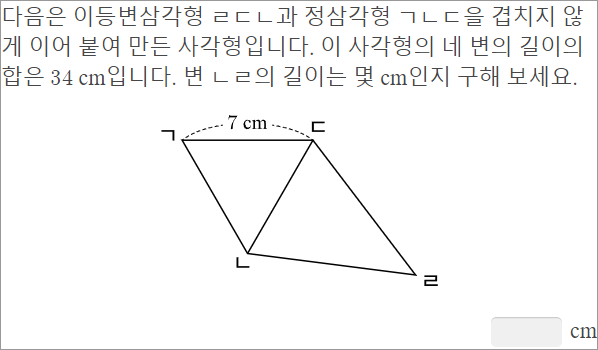 다음은 이등변삼각형 ㄹㄷㄴ과 정삼각형 ㄱㄴㄷ을 겹치지 않
게 이어 붙여 만든 사각형입니다. 이 사각형의 네 변의 길이의
합은 34 cm입니다. 변 ㄴㄹ의 길이는 몇 cm인지 구해 보세요.
ㄱ 7 cm ㄷ
ㄴ
ㄹ
cm